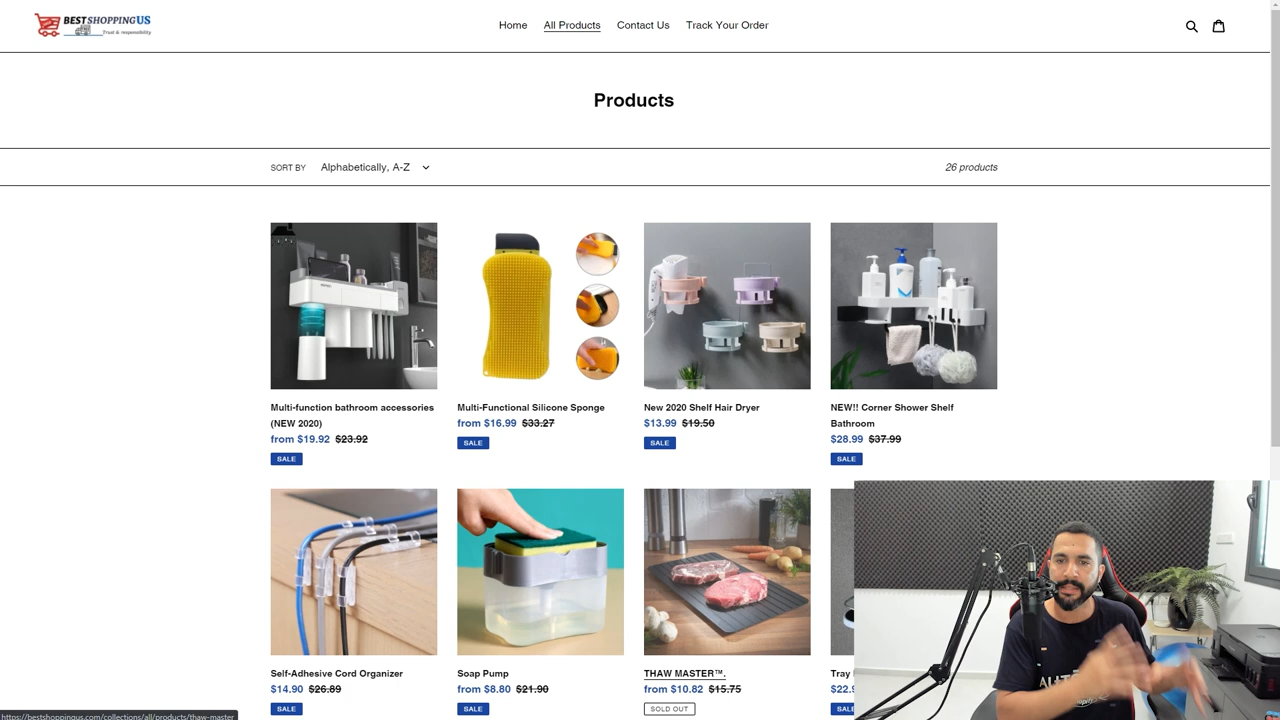 BESTSHOPPINGUS
Trust & responsibility
Home
All Products
Contact Us
Track Your Order
Products
SORT BY
Alphabetically, A-Z
26 products
Multi-function bathroom accessories
(NEW 2020)
from $19.92 $23.92
SALE
Multi-Functional Silicone Sponge
from $16.99 $33.27
SALE
New 2020 Shelf Hair Dryer
$13.99 $19.50
SALE
NEW!! Corner Shower Shelf
Bathroom
$28.99 $37.99
SALE
Self-Adhesive Cord Organizer
$14.90 $26.89
SALE
Soap Pump
from $8.80 $21.90
SALE
THAW MASTER™.
from $10.82 $15.75
SOLD OUT
Tray
$22.9
SALE
https://bestshoppingus.com/collections/all/products/thaw-master